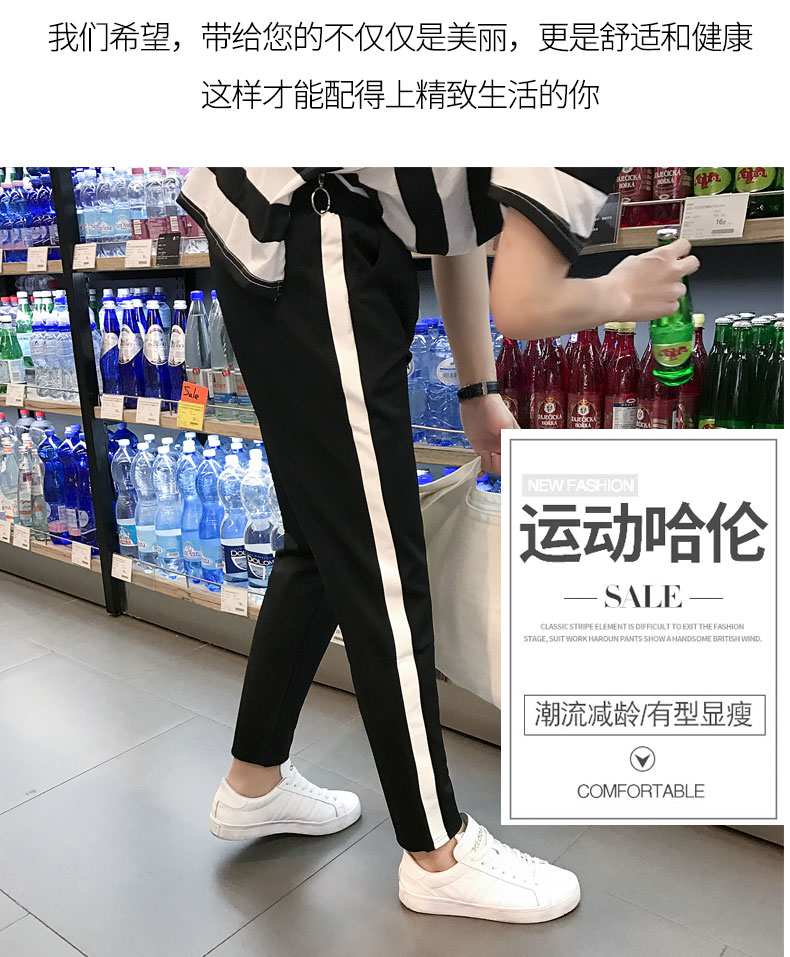 我们希望，带给您的不仅仅是美丽，更是舒适和健康
这样才能配得上精致生活的你
Sale
ZAJEČICKÁ
HOŘKÁ
DOLOMIA
NEW FASHION
运动哈伦
SALE
CLASSIC STRIPE ELEMENT IS DIFFICULT TO EXIT THE FASHION
STAGE, SUIT WORK HAROUN PANTS SHOW A HANDSOME BRITISH WIND.
潮流减龄/有型显瘦
COMFORTABLE